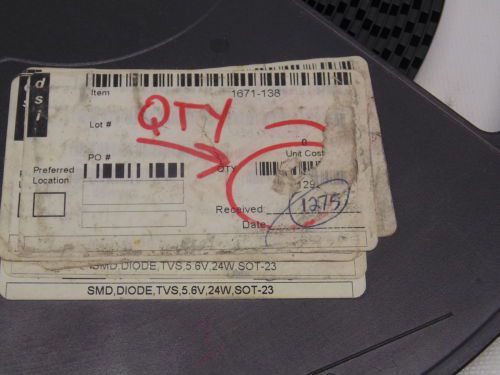 dsi
Item
1671-138
QTY
Lot #
0
Unit Cost
PO #
QTY
Preferred
Location
129
Received:
1275
Date
SMD,DIODE,TVS,5.6V,24W,SOT-23
SMD,DIODE,TVS,5.6V,24W,SOT-23